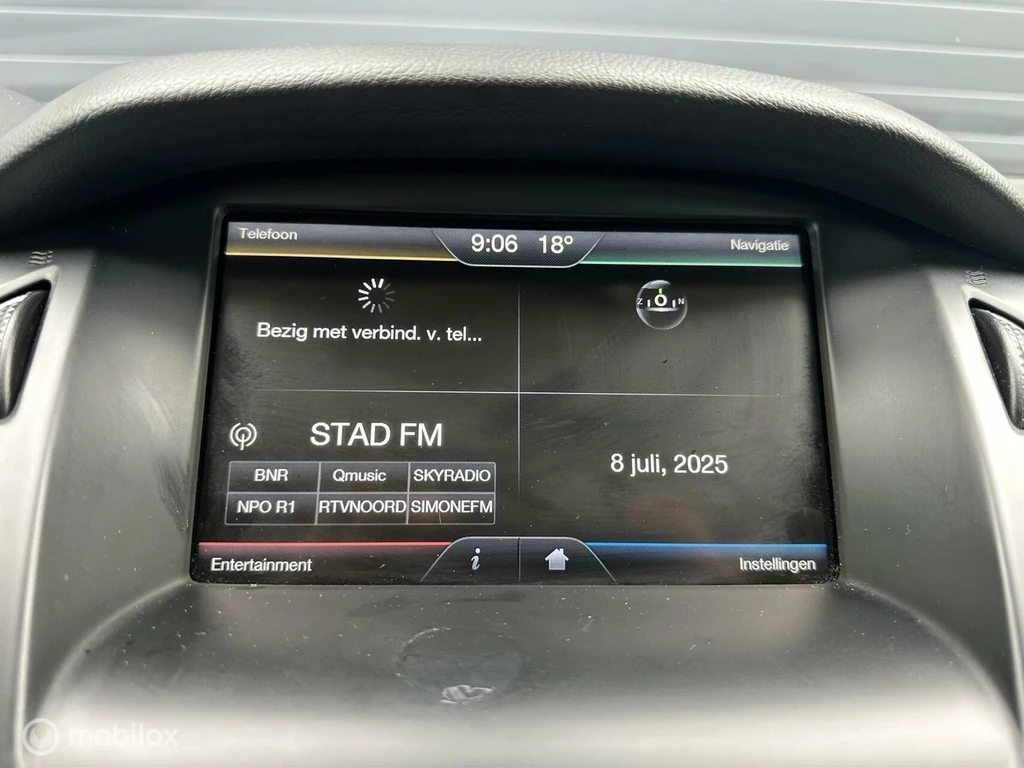 Telefoon
9:06 18°
Navigatie
Bezig met verbind. v. tel...
Z O N
STAD FM
BNR Qmusic SKYRADIO
NPO R1 RTVNOORD SIMONEFM
8 juli, 2025
Entertainment
i
Instellingen
mobilox